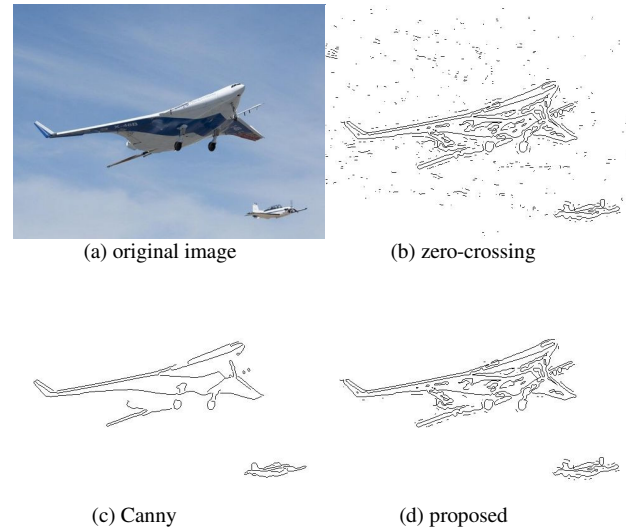 (a) original image
(b) zero-crossing
(c) Canny
(d) proposed